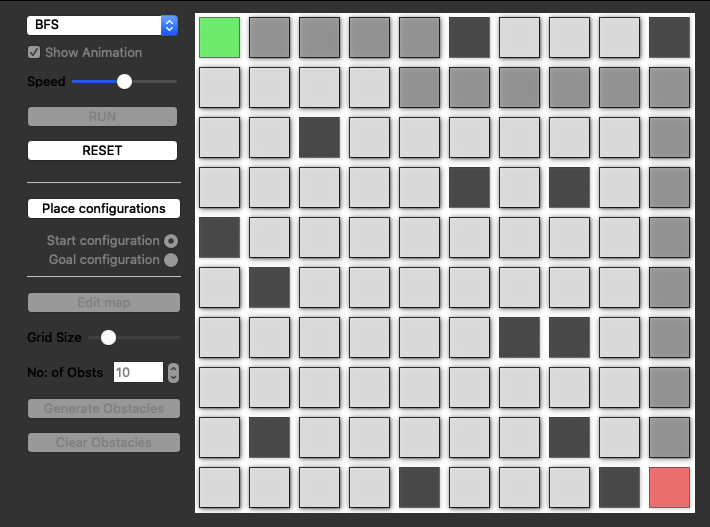 BFS
Show Animation
Speed
RUN
RESET
Place configurations
Start configuration
Goal configuration
Edit map
Grid Size
No: of Obsts 10
Generate Obstacles
Clear Obstacles